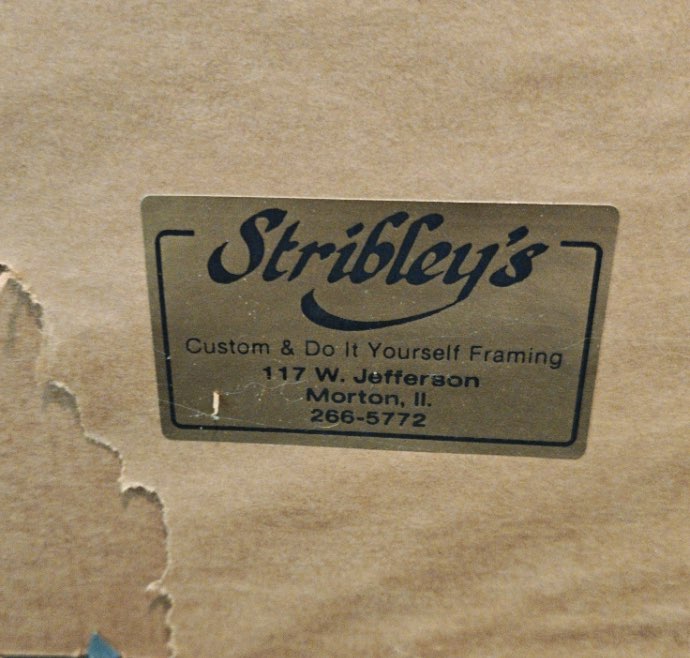 Stribley's
Custom & Do It Yourself Framing
117 W. Jefferson
Morton, Il.
266-5772